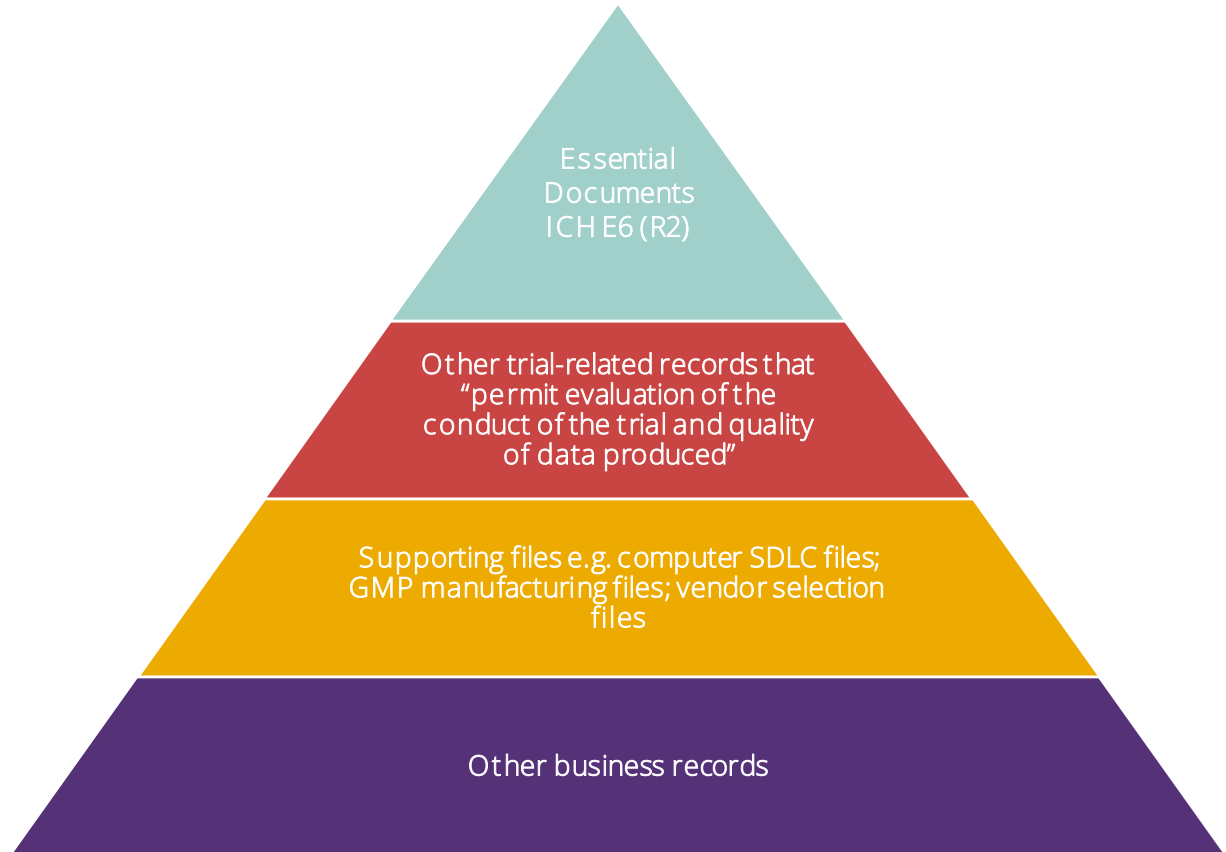 Essential
Documents
ICH E6 (R2)
Other trial-related records that
“permit evaluation of the
conduct of the trial and quality
of data produced”
Supporting files e.g. computer SDLC files;
GMP manufacturing files; vendor selection
files
Other business records